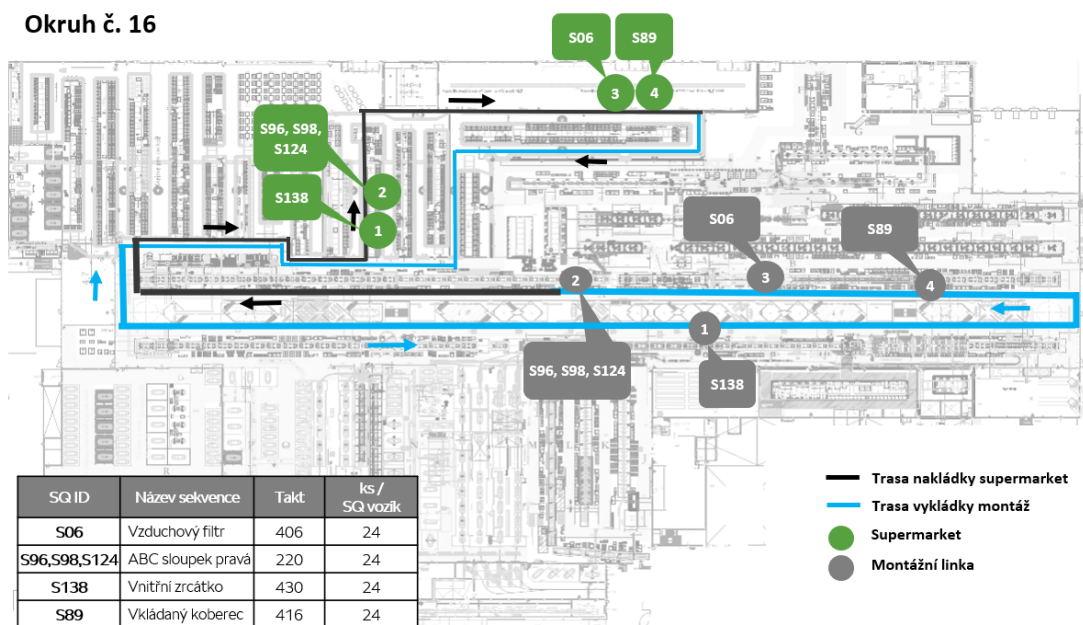 Okruh č. 16
S06
S89
3
4
S96, S98,
S124
2
S138
1
S06
S89
3
2
4
1
S96, S98, S124
S138
SQ ID Název sekvence Takt ks / SQ vozík
S06 Vzduchový filtr 406 24
S96,S98,S124 ABC sloupek pravá 220 24
S138 Vnitřní zrcátko 430 24
S89 Vkládaný koberec 416 24
Trasa nakládky supermarket
Trasa vykládky montáž
Supermarket
Montážní linka